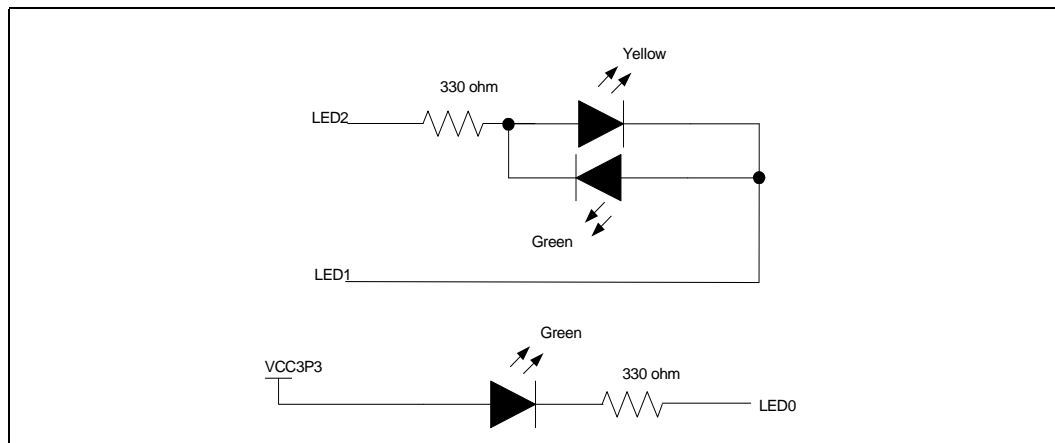 Yellow
330 ohm
LED2
Green
LED1
Green
VCC3P3
330 ohm
LED0